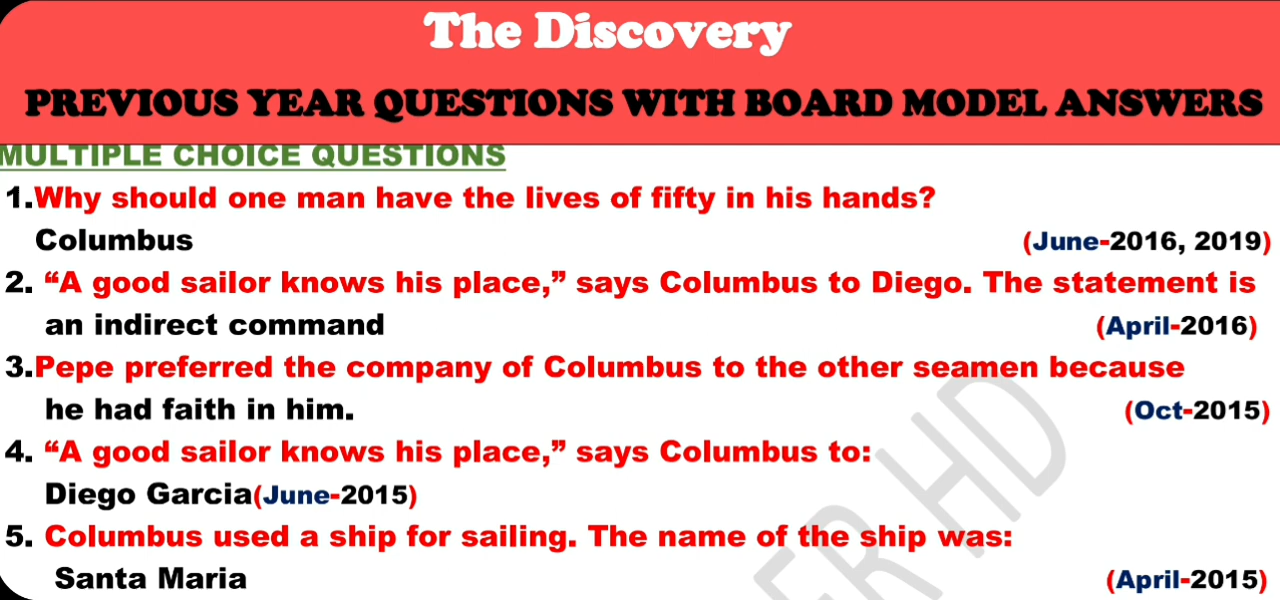 The Discovery
PREVIOUS YEAR QUESTIONS WITH BOARD MODEL ANSWERS
MULTIPLE CHOICE QUESTIONS
1.Why should one man have the lives of fifty in his hands?
Columbus (June-2016, 2019)
2. “A good sailor knows his place,” says Columbus to Diego. The statement is
an indirect command (April-2016)
3.Pepe preferred the company of Columbus to the other seamen because
he had faith in him. (Oct-2015)
4. “A good sailor knows his place,” says Columbus to:
Diego Garcia(June-2015)
5. Columbus used a ship for sailing. The name of the ship was:
Santa Maria (April-2015)
ER HD